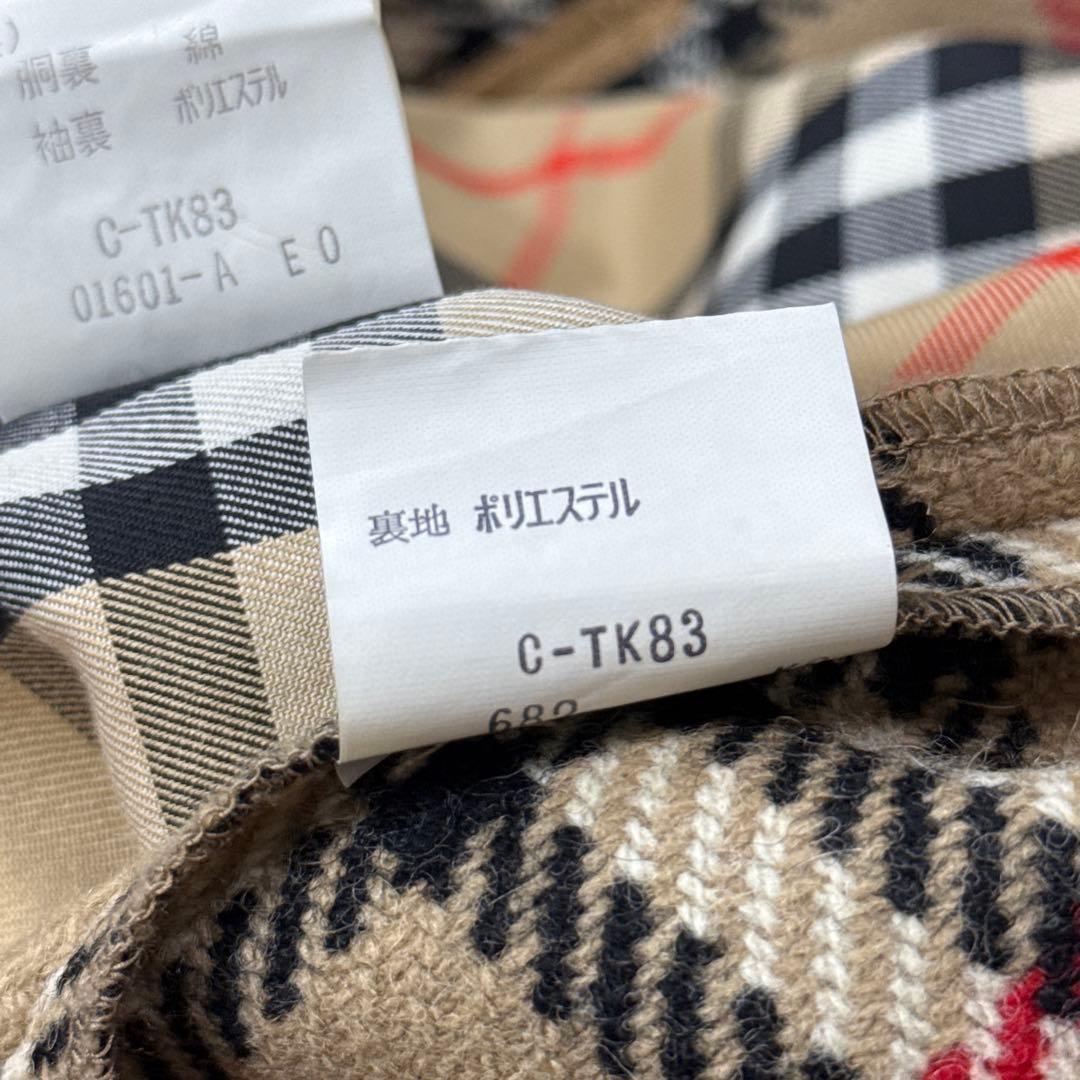 胴裏 綿
袖裏 ポリエステル
C-TK83
01601-A E0
裏地 ポリエステル
C-TK83